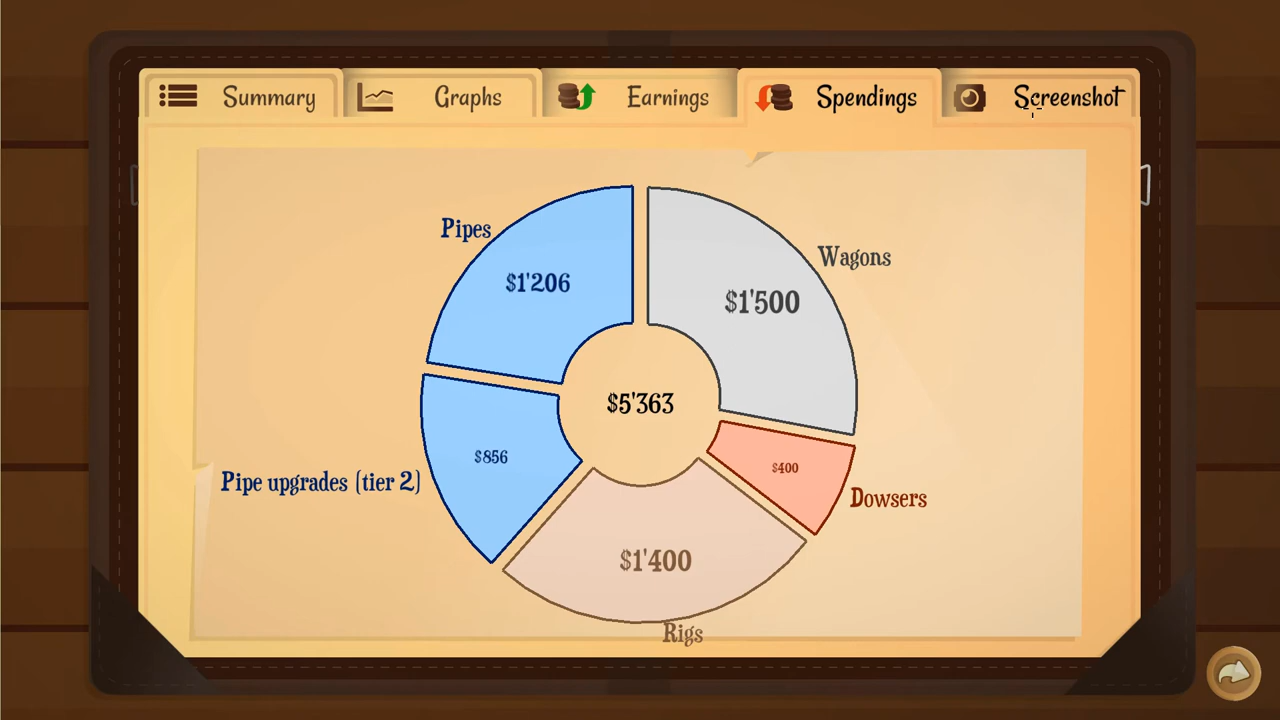 Summary
Graphs
Earnings
Spendings
Screenshot
Pipes
$1'206
Wagons
$1'500
$5'363
$856
Pipe upgrades (tier 2)
$400
Dowsers
$1'400
Rigs